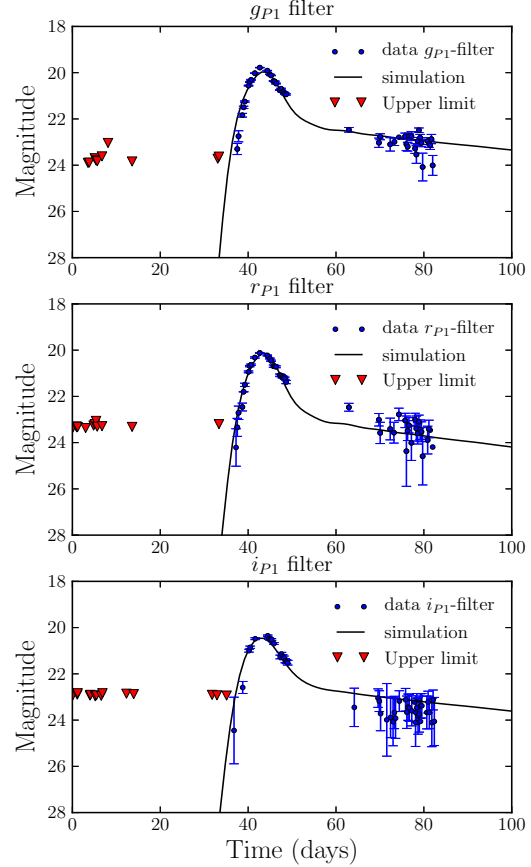 g_{P1} filter
18
20
22
24
26
28
Magnitude
data g_{P1}-filter
simulation
Upper limit
0 20 40 60 80 100
r_{P1} filter
18
20
22
24
26
28
Magnitude
data r_{P1}-filter
simulation
Upper limit
0 20 40 60 80 100
i_{P1} filter
18
20
22
24
26
28
Magnitude
data i_{P1}-filter
simulation
Upper limit
0 20 40 60 80 100
Time (days)